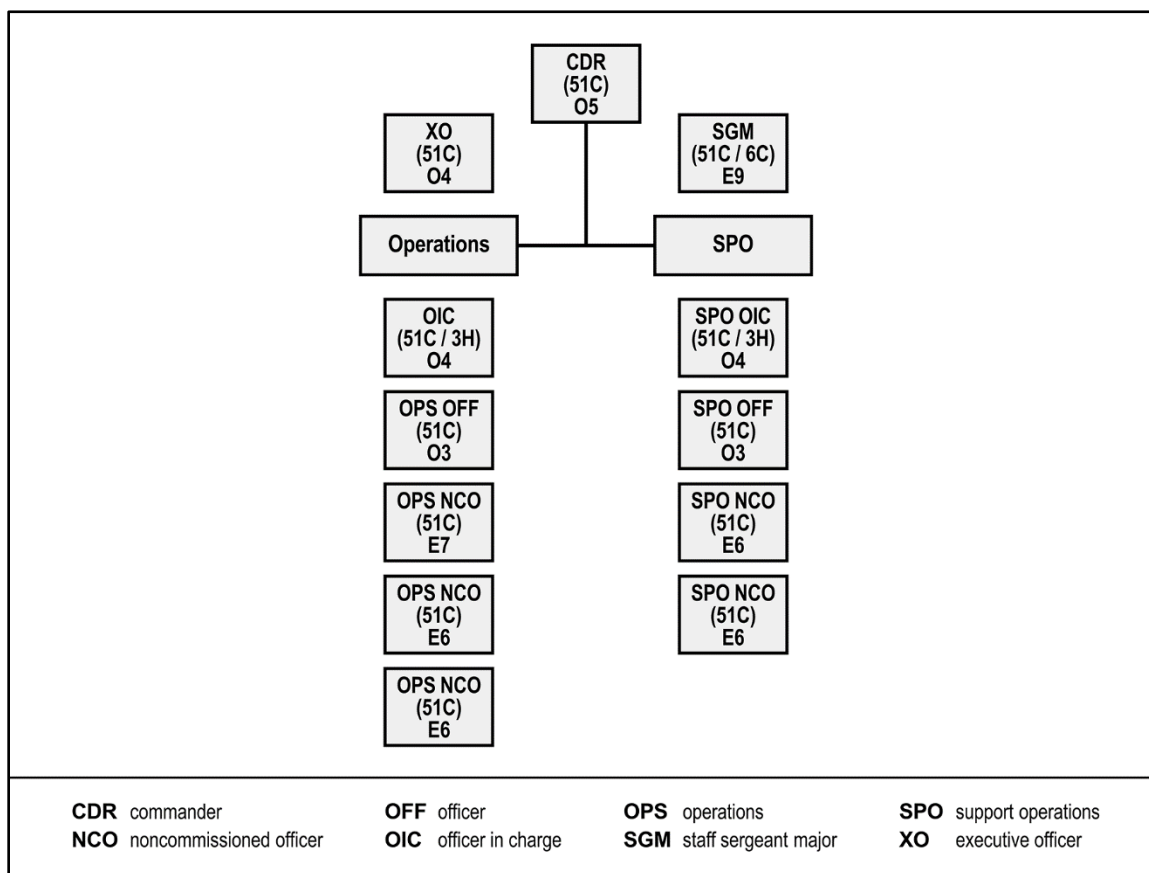 CDR
(51C)
O5
XO
(51C)
O4
SGM
(51C / 6C)
E9
Operations
SPO
OIC
(51C / 3H)
O4
SPO OIC
(51C / 3H)
O4
OPS OFF
(51C)
O3
SPO OFF
(51C)
O3
OPS NCO
(51C)
E7
SPO NCO
(51C)
E6
OPS NCO
(51C)
E6
SPO NCO
(51C)
E6
OPS NCO
(51C)
E6
CDR commander
OFF officer
OPS operations
SPO support operations
NCO noncommissioned officer
OIC officer in charge
SGM staff sergeant major
XO executive officer